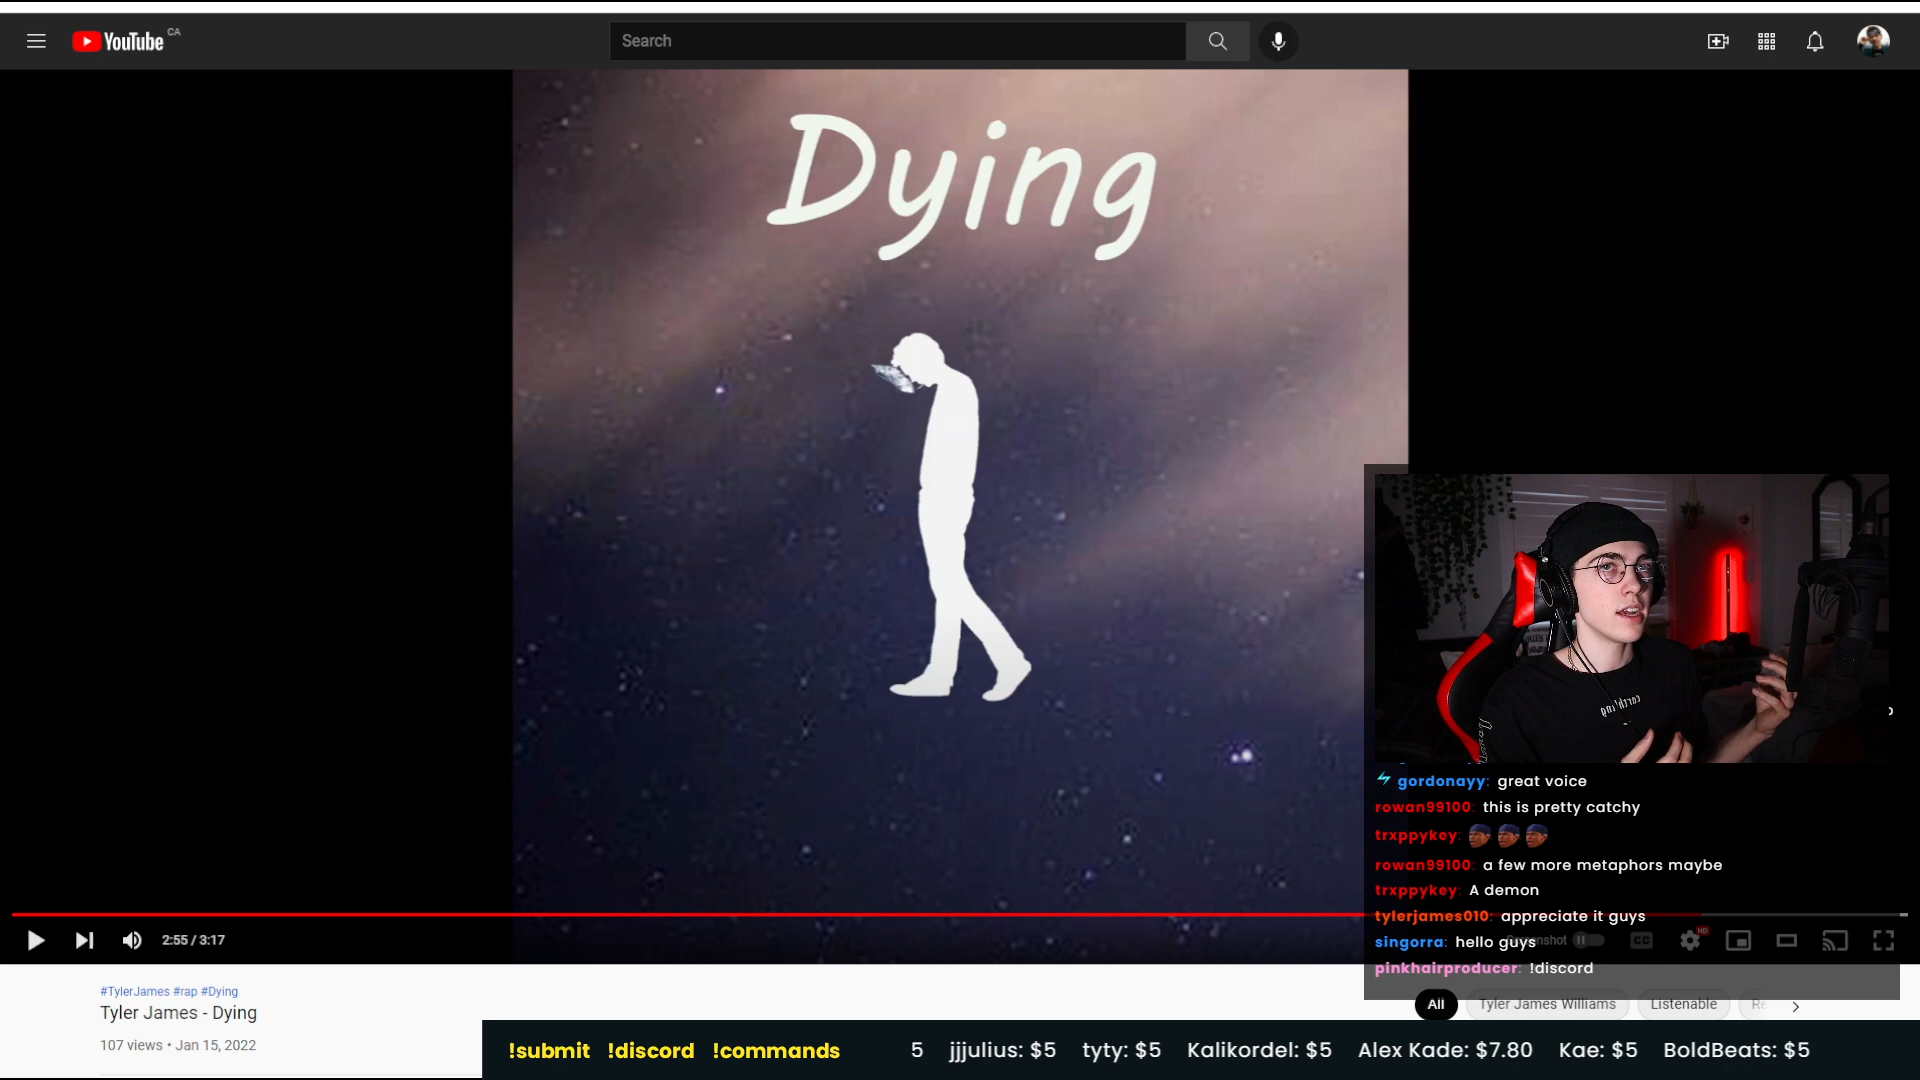 YouTube CA
Search
Dying
gordonayy: great voice
rowan99100: this is pretty catchy
trxppykey:
rowan99100: a few more metaphors maybe
trxppykey: A demon
tylerjames010: appreciate it guys
singorra: hello guys
pinkhairproducer: !discord
2:55 / 3:17
CC
HD
#TylerJames #rap #Dying
Tyler James - Dying
107 views • Jan 15, 2022
All
Tyler James Williams
Listenable
!submit !discord !commands
5 jjjulius: $5 tyty: $5 Kalikordel: $5 Alex Kade: $7.80 Kae: $5 BoldBeats: $5